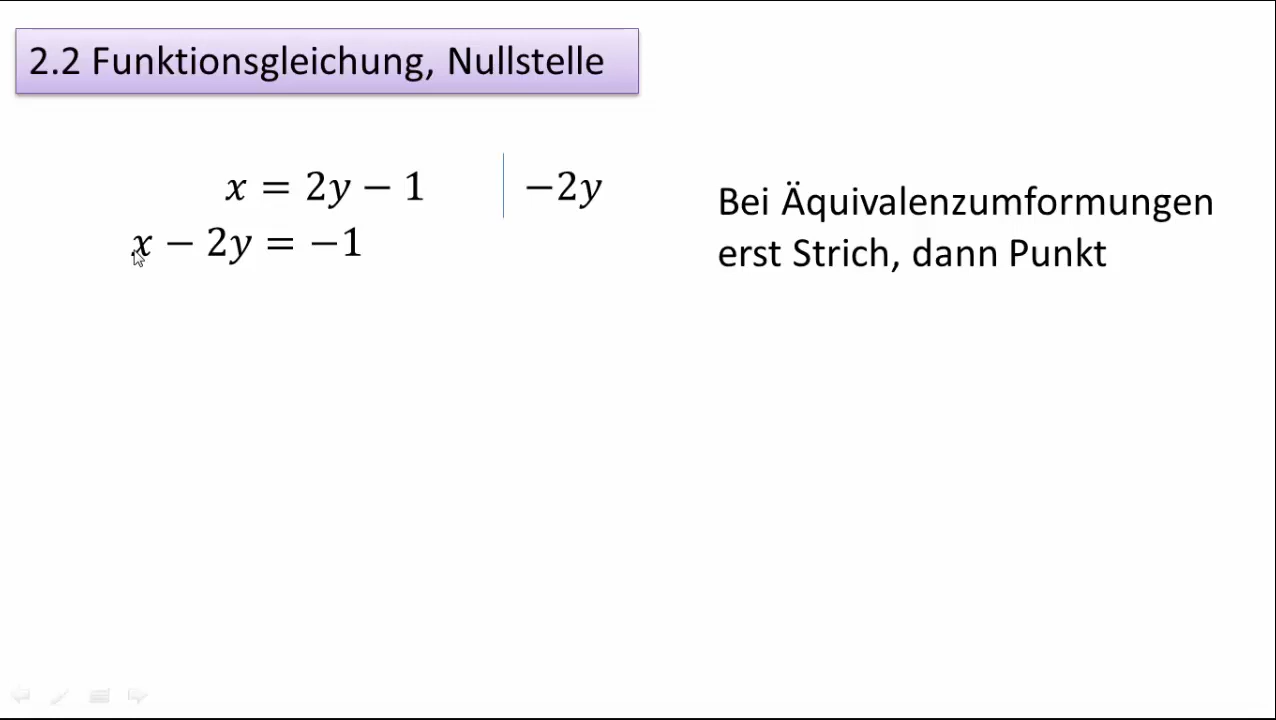 2.2 Funktionsgleichung, Nullstelle
x = 2y − 1 | −2y
x − 2y = −1
Bei Äquivalenzumformungen
erst Strich, dann Punkt